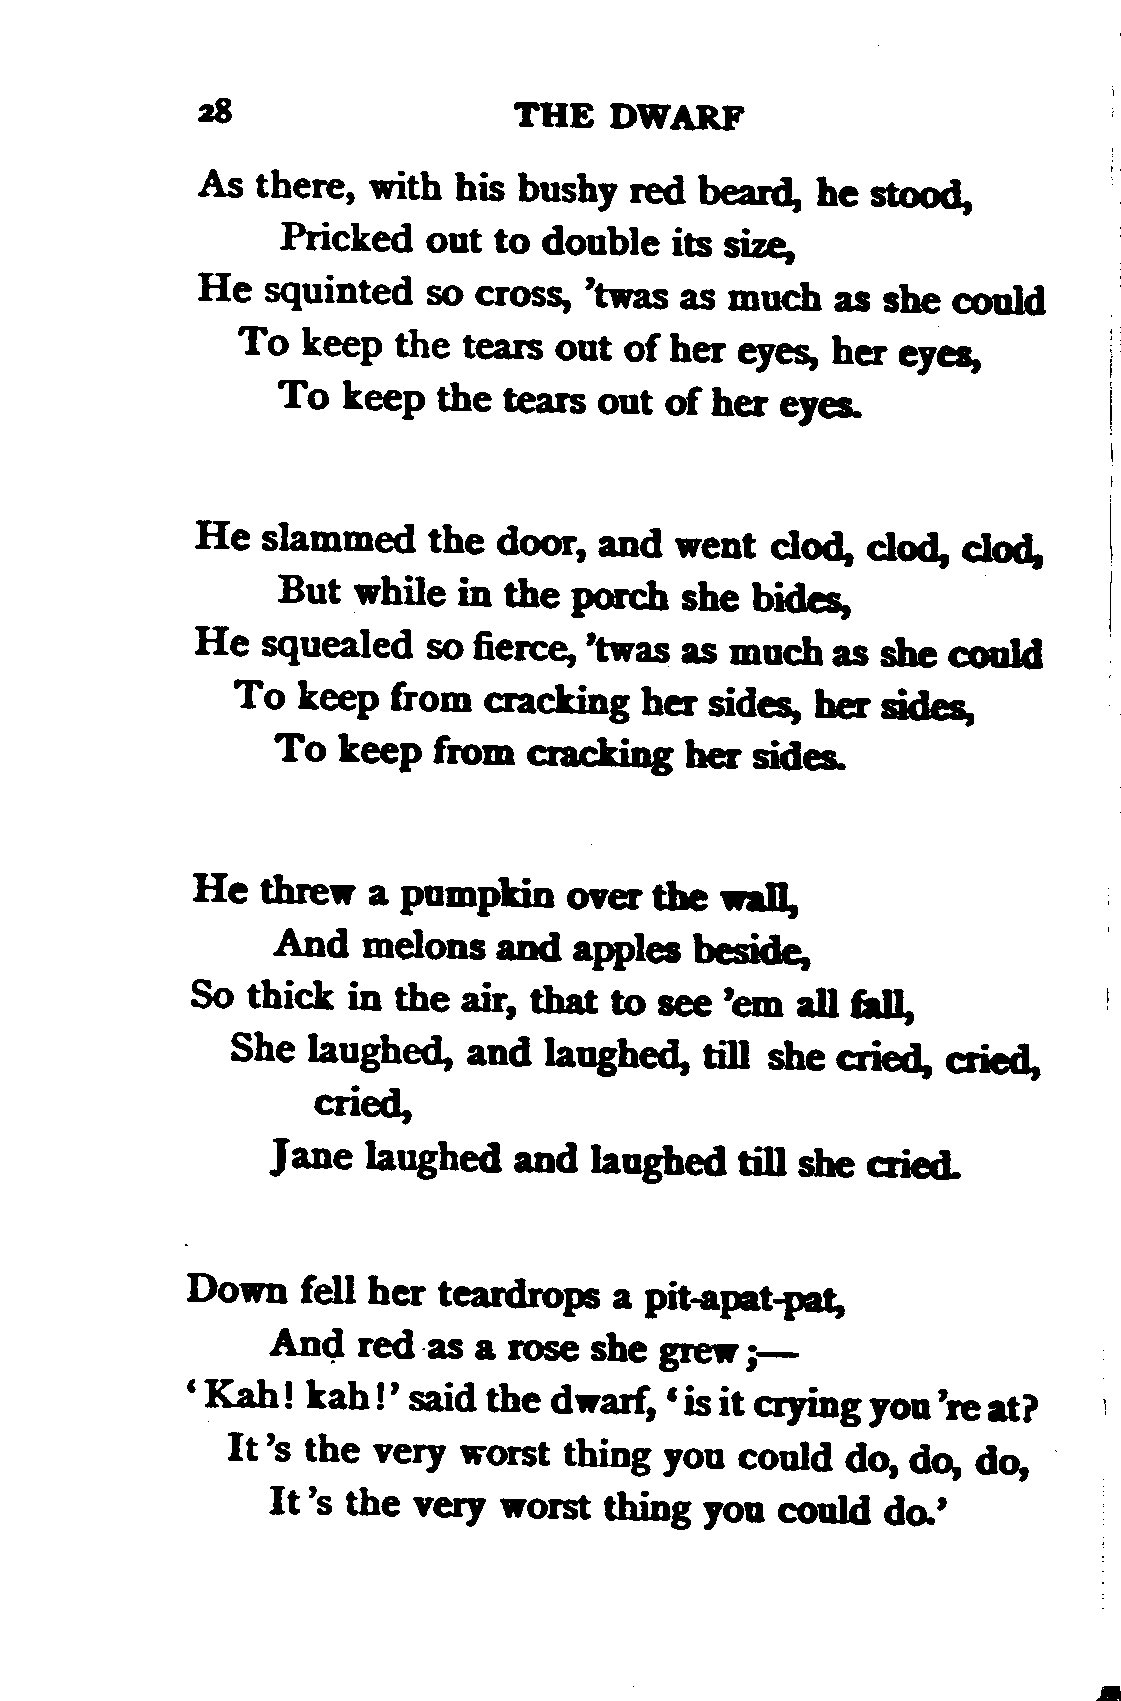 28 THE DWARF
As there, with his bushy red beard, he stood,
Pricked out to double its size,
He squinted so cross, 'twas as much as she could
To keep the tears out of her eyes, her eyes,
To keep the tears out of her eyes.
He slammed the door, and went clod, clod, clod,
But while in the porch she bides,
He squealed so fierce, 'twas as much as she could
To keep from cracking her sides, her sides,
To keep from cracking her sides.
He threw a pumpkin over the wall,
And melons and apples beside,
So thick in the air, that to see 'em all fall,
She laughed, and laughed, till she cried, cried,
cried,
Jane laughed and laughed till she cried.
Down fell her teardrops a pit-apat-pat,
And red as a rose she grew;—
'Kah! kah!' said the dwarf, 'is it crying you're at?
It's the very worst thing you could do, do, do,
It's the very worst thing you could do.'